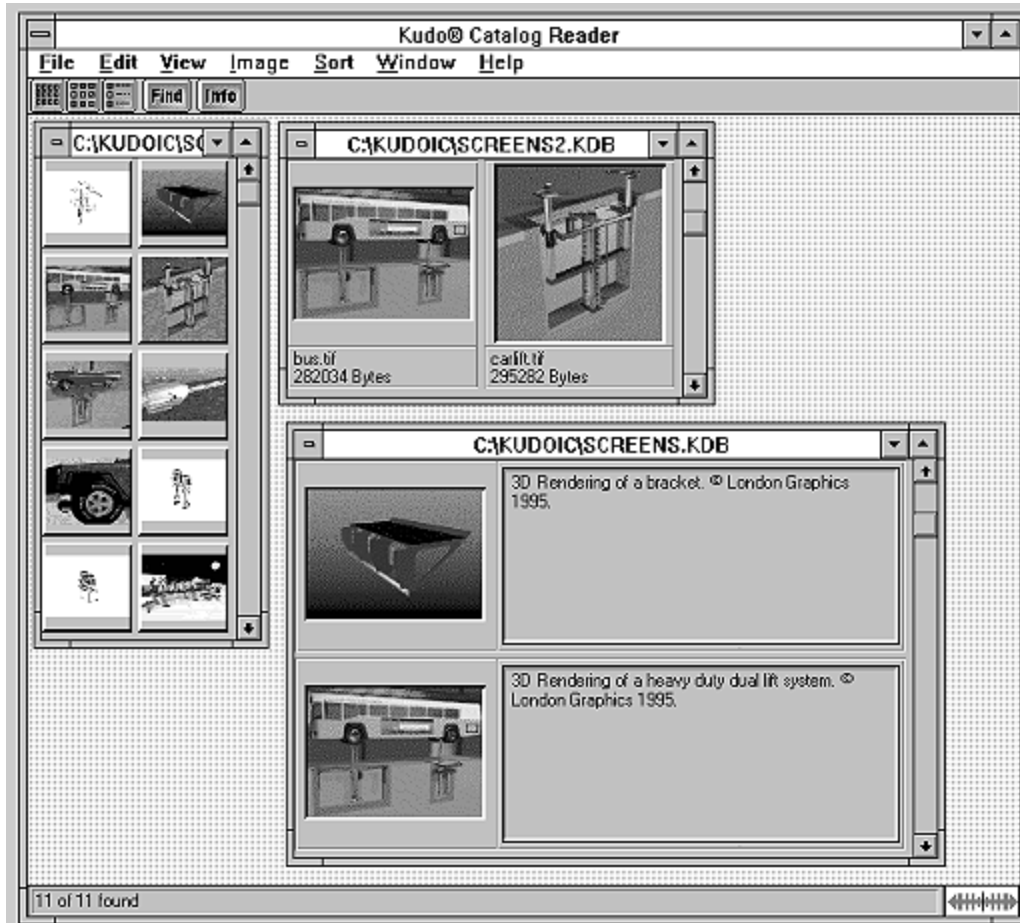 Kudo® Catalog Reader
File Edit View Image Sort Window Help
Find Info
C:\KUDOIC\SC
C:\KUDOIC\SCREENS2.KDB
bus.tif
282034 Bytes
carlift.tif
295282 Bytes
C:\KUDOIC\SCREENS.KDB
3D Rendering of a bracket. © London Graphics
1995.
3D Rendering of a heavy duty dual lift system. ©
London Graphics 1995.
11 of 11 found